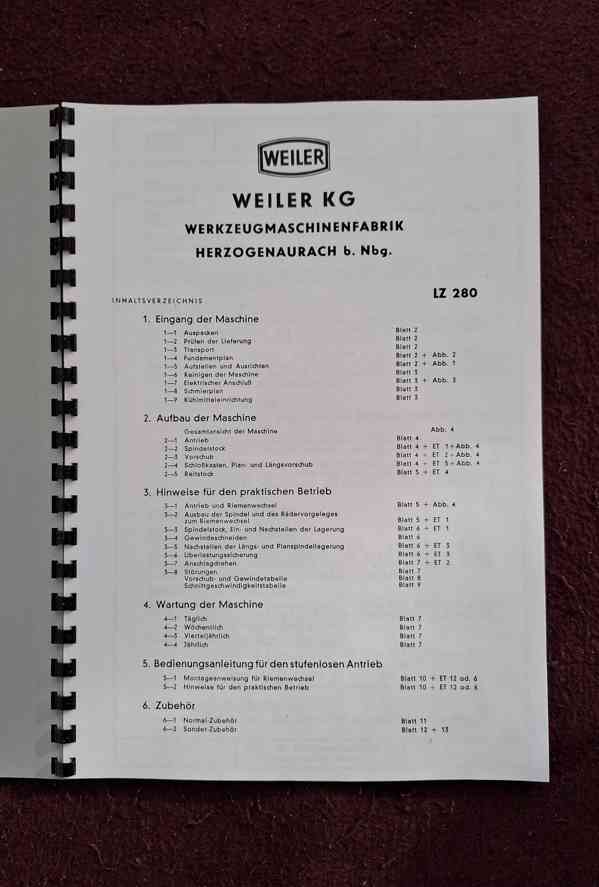 WEILER
WEILER KG
WERKZEUGMASCHINENFABRIK
HERZOGENAURACH b. Nbg.
LZ 280
INHALTSVERZEICHNIS
1. Eingang der Maschine
1—1 Auspacken Blatt 2
1—2 Prüfen der Lieferung Blatt 2
1—3 Transport Blatt 2
1—4 Fundamentplan Blatt 2 + Abb. 2
1—5 Aufstellen und Ausrichten Blatt 2 + Abb. 1
1—6 Reinigen der Maschine Blatt 3
1—7 Elektrischer Anschluß Blatt 3 + Abb. 3
1—8 Schmierplan Blatt 3
1—9 Kühlmitteleinrichtung Blatt 3
2. Aufbau der Maschine
Gesamtansicht der Maschine Abb. 4
2—1 Antrieb Blatt 4
2—2 Spindelstock Blatt 4 + ET 1 + Abb. 4
2—3 Vorschub Blatt 4 + ET 2 + Abb. 4
2—4 Schloßkasten, Plan- und Längsvorschub Blatt 4 + ET 3 + Abb. 4
2—5 Reitstock Blatt 5 + ET 4
3. Hinweise für den praktischen Betrieb
3—1 Antrieb und Riemenwechsel Blatt 5 + Abb. 4
3—2 Ausbau der Spindel und des Rädervorgeleges
zum Riemenwechsel Blatt 5 + ET 1
3—3 Spindelstock, Ein- und Nachstellen der Lagerung Blatt 6 + ET 1
3—4 Gewindeschneiden Blatt 6
3—5 Nachstellen der Längs- und Planspindellagerung Blatt 6 + ET 3
3—6 Überlastungssicherung Blatt 6 + ET 3
3—7 Anschlagdrehen Blatt 7 + ET 2
3—8 Störungen Blatt 7
Vorschub- und Gewindetabelle Blatt 8
Schnittgeschwindigkeitstabelle Blatt 9
4. Wartung der Maschine
4—1 Täglich Blatt 7
4—2 Wöchentlich Blatt 7
4—3 Vierteljährlich Blatt 7
4—4 Jährlich Blatt 7
5. Bedienungsanleitung für den stufenlosen Antrieb
5—1 Montageanweisung für Riemenwechsel Blatt 10 + ET 12 od. 6
5—2 Hinweise für den praktischen Betrieb Blatt 10 + ET 12 od. 6
6. Zubehör
6—1 Normal-Zubehör Blatt 11
6—2 Sonder-Zubehör Blatt 12 + 13